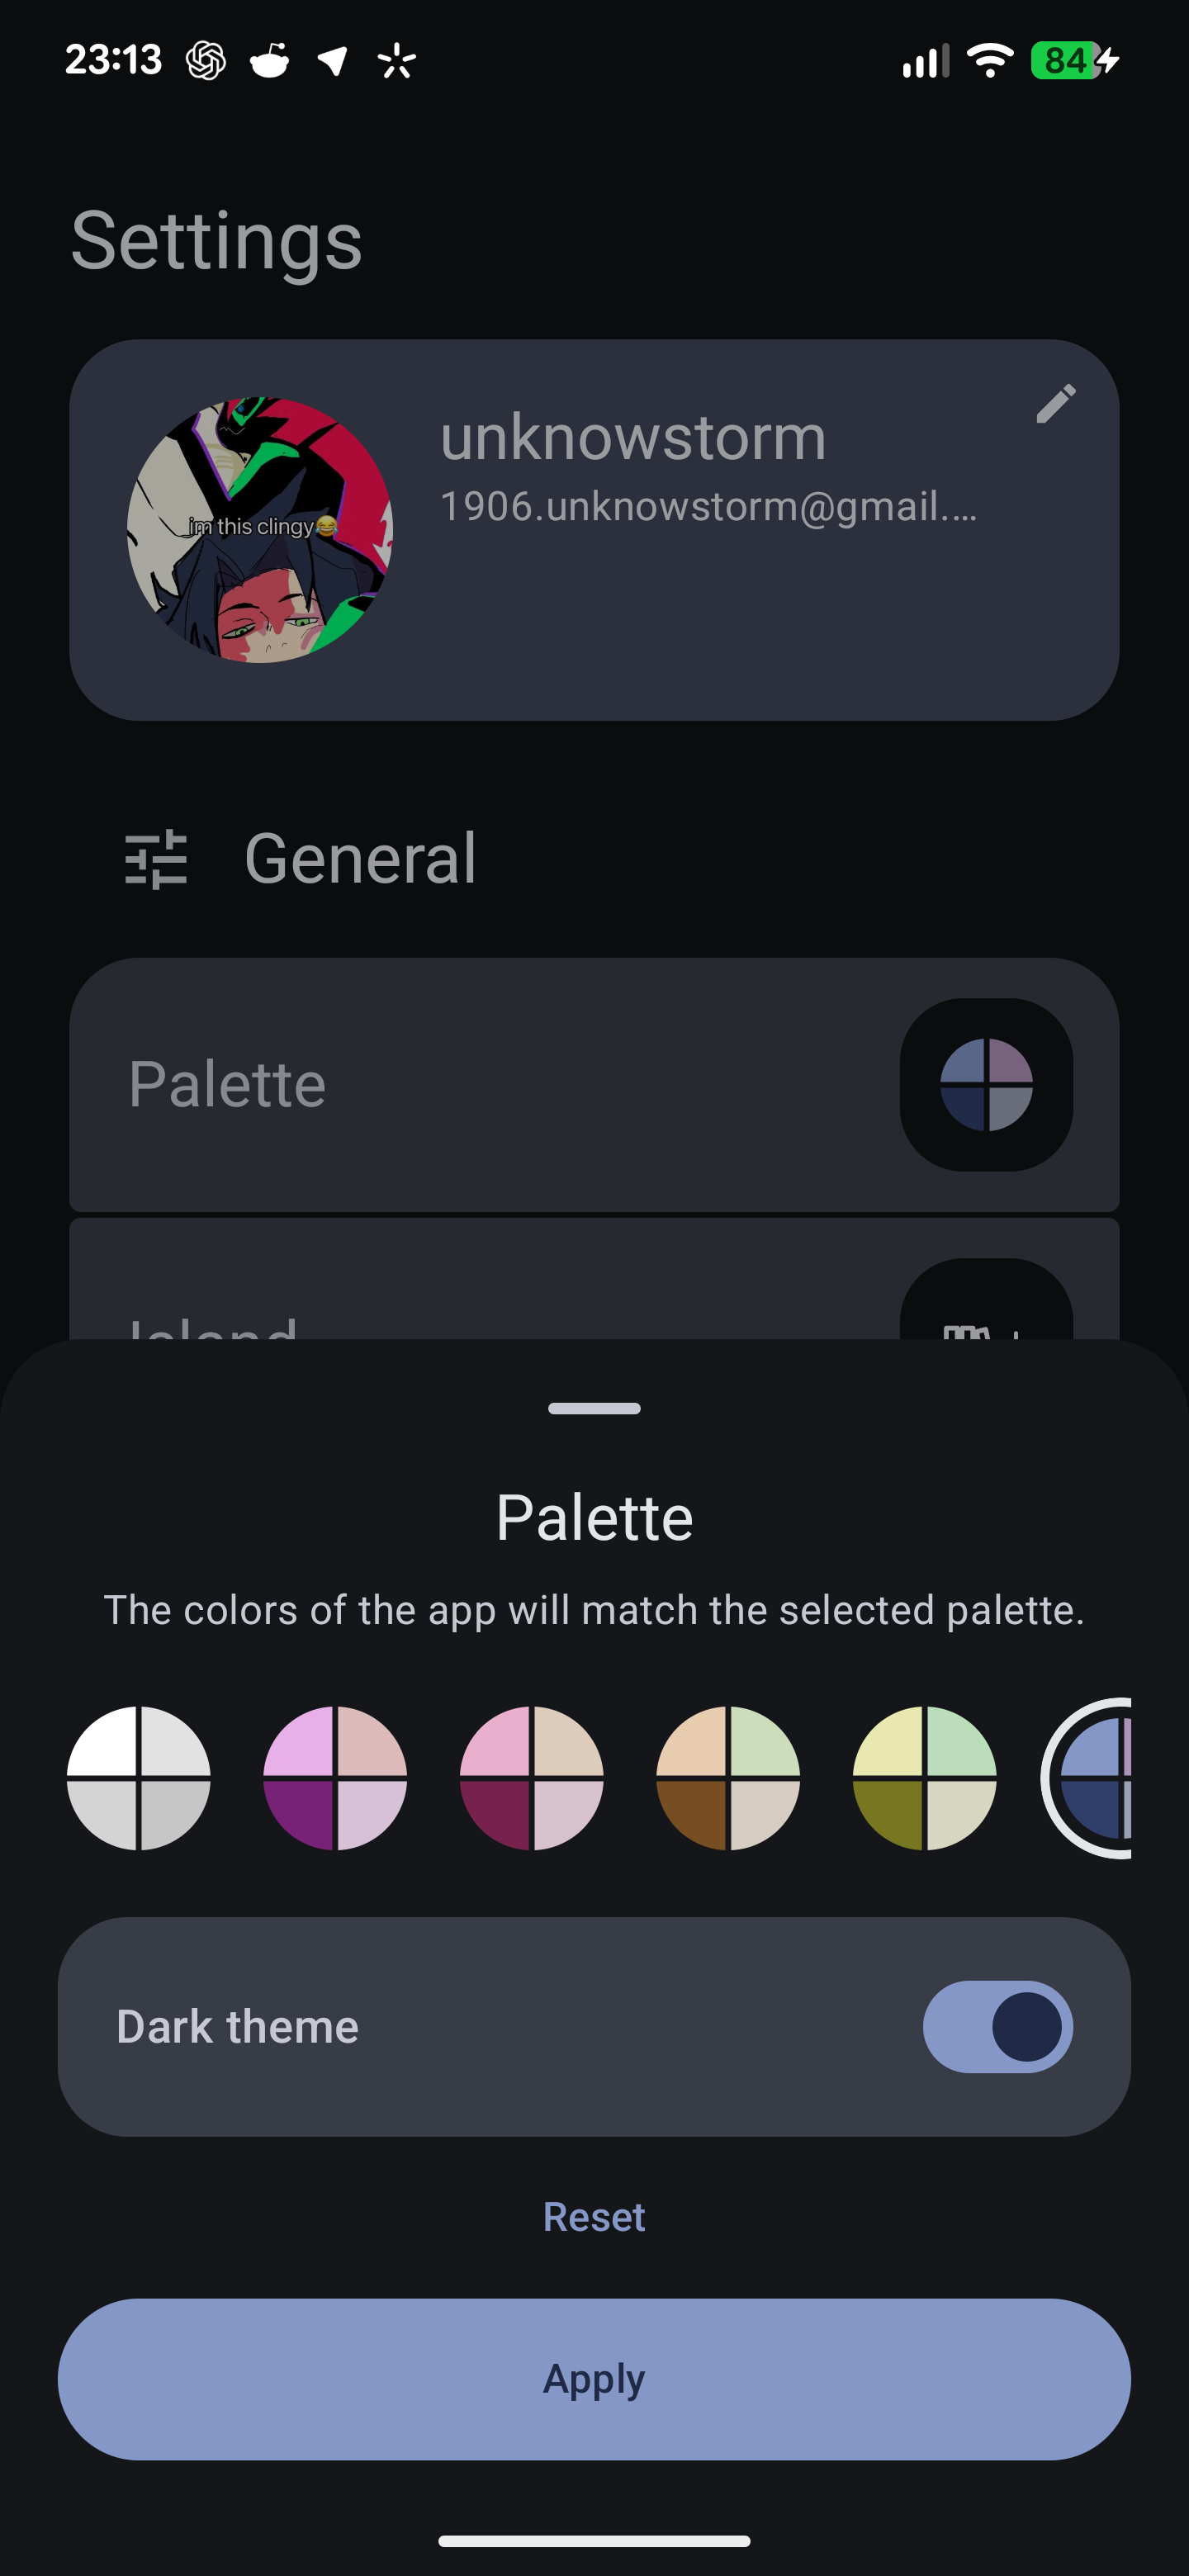 23:13
84
Settings
unknowstorm
1906.unknowstorm@gmail.…
im this clingy😂
General
Palette
Island
Palette
The colors of the app will match the selected palette.
Dark theme
Reset
Apply